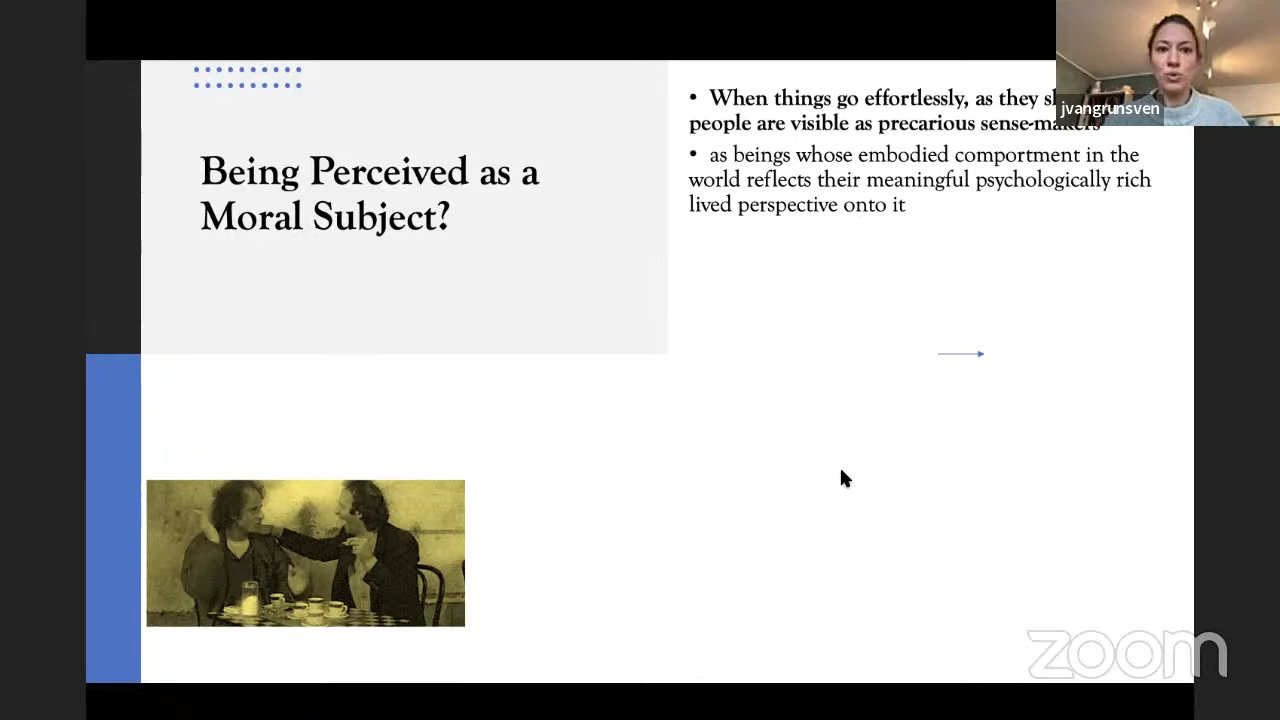 Being Perceived as a
Moral Subject?
• When things go effortlessly, as they
people are visible as precarious sense-makers
• as beings whose embodied comportment in the
world reflects their meaningful psychologically rich
lived perspective onto it
jvangrunsven
zoom